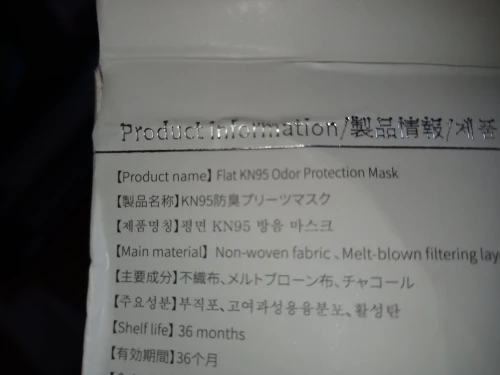 Product information/製品情報/제품
【Product name】 Flat KN95 Odor Protection Mask
【製品名称】KN95防臭プリーツマスク
【제품명칭】평면 KN95 방음 마스크
【Main material】 Non-woven fabric、Melt-blown filtering lay
【主要成分】不織布、メルトブローン布、チャコール
【주요성분】부직포、고여과성용융분포、활성탄
【Shelf life】 36 months
【有効期間】36个月